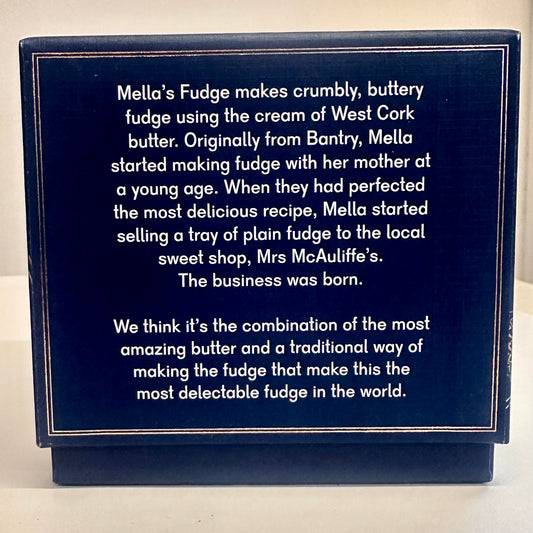 Mella's Fudge makes crumbly, buttery
fudge using the cream of West Cork
butter. Originally from Bantry, Mella
started making fudge with her mother at
a young age. When they had perfected
the most delicious recipe, Mella started
selling a tray of plain fudge to the local
sweet shop, Mrs McAuliffe's.
The business was born.
We think it's the combination of the most
amazing butter and a traditional way of
making the fudge that make this the
most delectable fudge in the world.